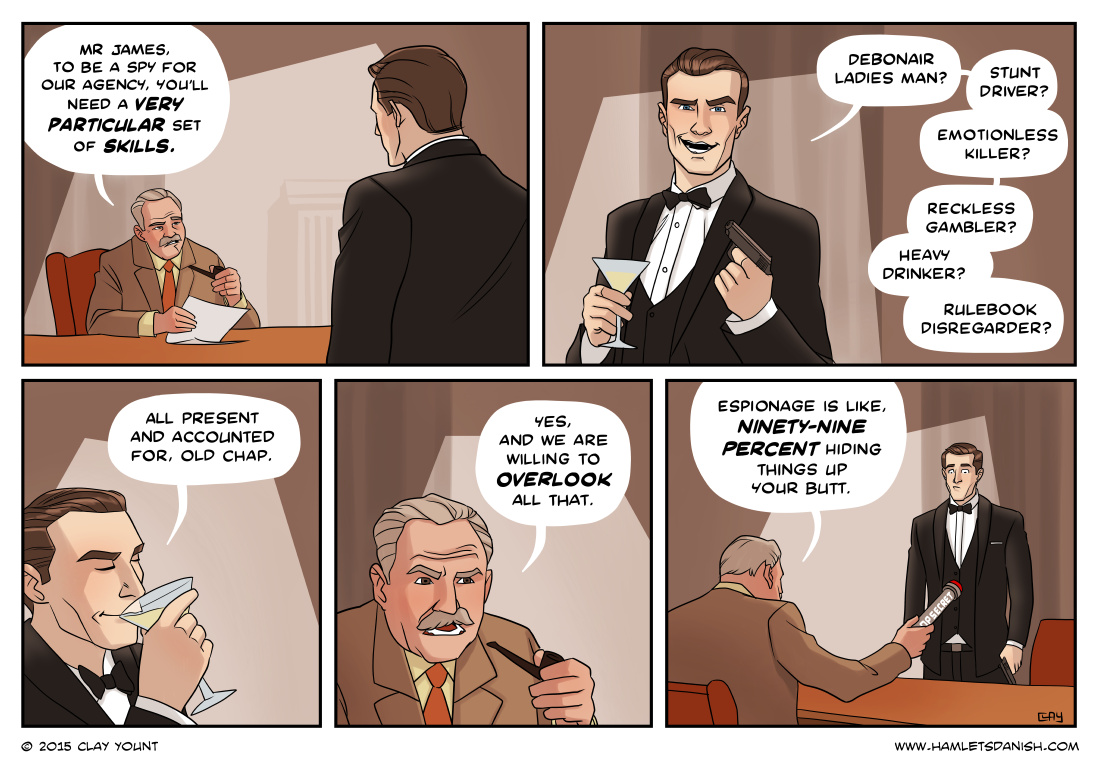 MR JAMES,
TO BE A SPY FOR
OUR AGENCY, YOU'LL
NEED A VERY
PARTICULAR SET
OF SKILLS.
DEBONAIR
LADIES MAN?
STUNT
DRIVER?
EMOTIONLESS
KILLER?
RECKLESS
GAMBLER?
HEAVY
DRINKER?
RULEBOOK
DISREGARDER?
ALL PRESENT
AND ACCOUNTED
FOR, OLD CHAP.
YES,
AND WE ARE
WILLING TO
OVERLOOK
ALL THAT.
ESPIONAGE IS LIKE,
NINETY-NINE
PERCENT HIDING
THINGS UP
YOUR BUTT.
OP SECRET
CLAY
© 2015 CLAY YOUNT
WWW.HAMLETSDANISH.COM